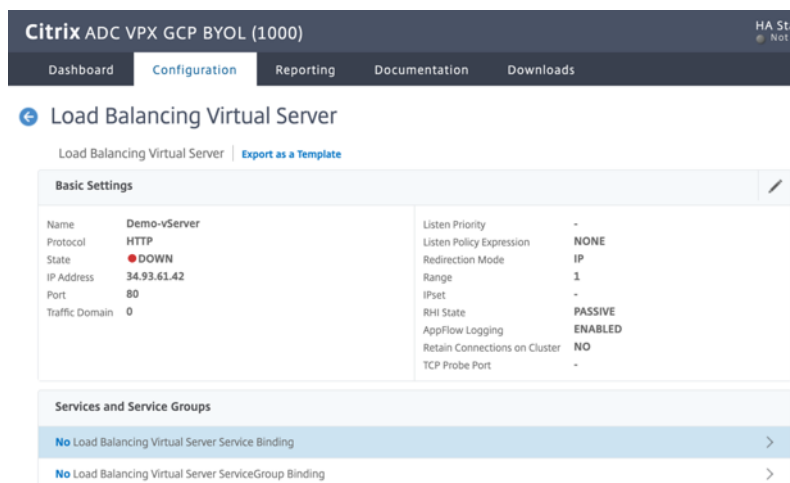 Citrix ADC VPX GCP BYOL (1000)
HA Sta
Not
Dashboard Configuration Reporting Documentation Downloads
Load Balancing Virtual Server
Load Balancing Virtual Server | Export as a Template
Basic Settings
Name Demo-vServer
Protocol HTTP
State DOWN
IP Address 34.93.61.42
Port 80
Traffic Domain 0
Listen Priority -
Listen Policy Expression NONE
Redirection Mode IP
Range 1
IPset -
RHI State PASSIVE
AppFlow Logging ENABLED
Retain Connections on Cluster NO
TCP Probe Port -
Services and Service Groups
No Load Balancing Virtual Server Service Binding
No Load Balancing Virtual Server ServiceGroup Binding